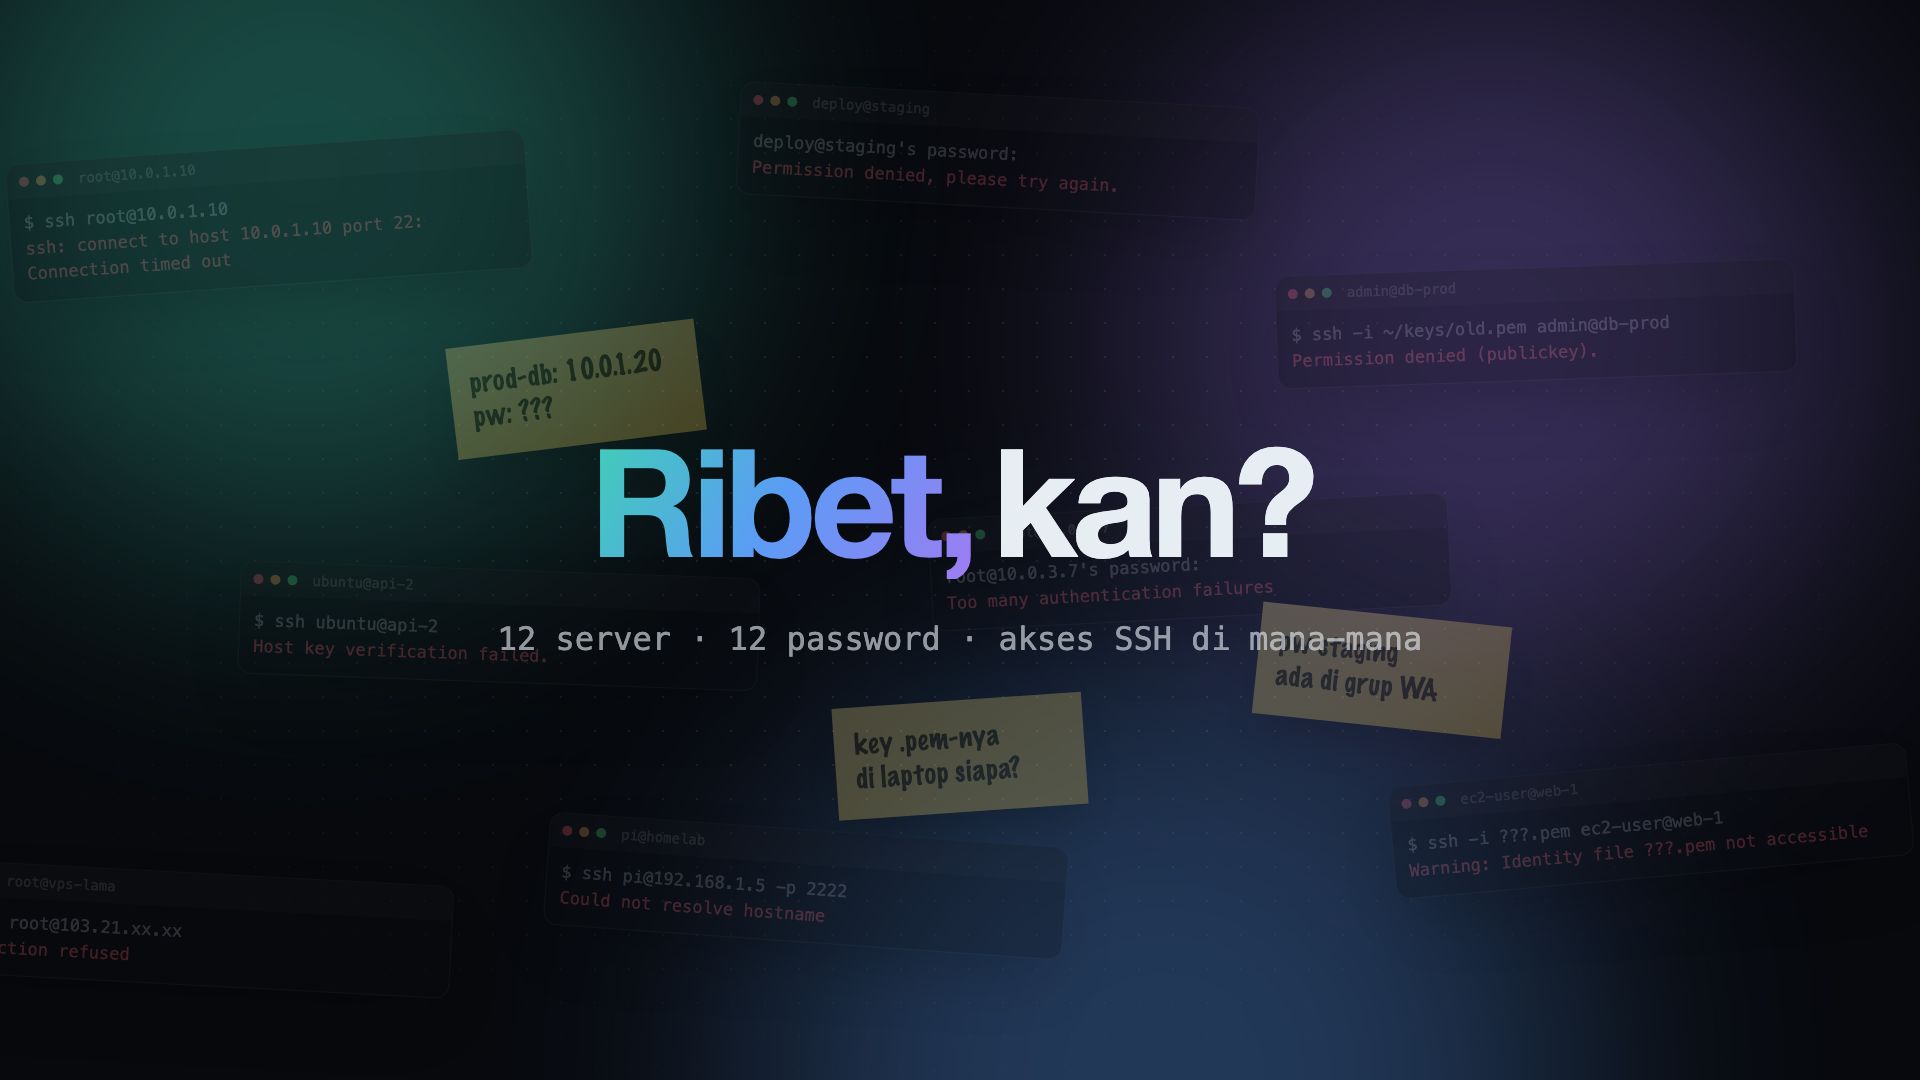 deploy@staging
deploy@staging's password:
Permission denied, please try again.
root@10.0.1.10
$ ssh root@10.0.1.10
ssh: connect to host 10.0.1.10 port 22:
Connection timed out
admin@db-prod
$ ssh -i ~/keys/old.pem admin@db-prod
Permission denied (publickey).
prod-db: 10.0.1.20
pw: ???
Ribet, kan?
root@10.0.3.7's password:
Too many authentication failures
ubuntu@api-2
$ ssh ubuntu@api-2
Host key verification failed.
12 server · 12 password · akses SSH di mana-mana
pw staging
ada di grup WA
key .pem-nya
di laptop siapa?
ec2-user@web-1
$ ssh -i ???.pem ec2-user@web-1
Warning: Identity file ???.pem not accessible
pi@homelab
$ ssh pi@192.168.1.5 -p 2222
Could not resolve hostname
root@vps-lama
root@103.21.xx.xx
ction refused